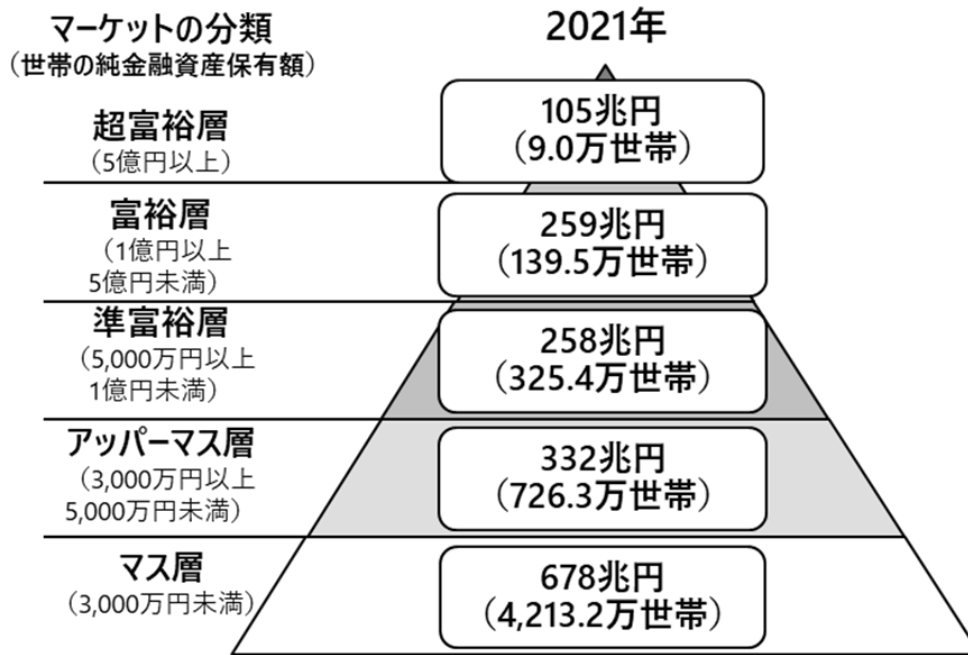 マーケットの分類
（世帯の純金融資産保有額）
2021年
超富裕層
（5億円以上）
105兆円
（9.0万世帯）
富裕層
（1億円以上
5億円未満）
259兆円
（139.5万世帯）
準富裕層
（5,000万円以上
1億円未満）
258兆円
（325.4万世帯）
アッパーマス層
（3,000万円以上
5,000万円未満）
332兆円
（726.3万世帯）
マス層
（3,000万円未満）
678兆円
（4,213.2万世帯）